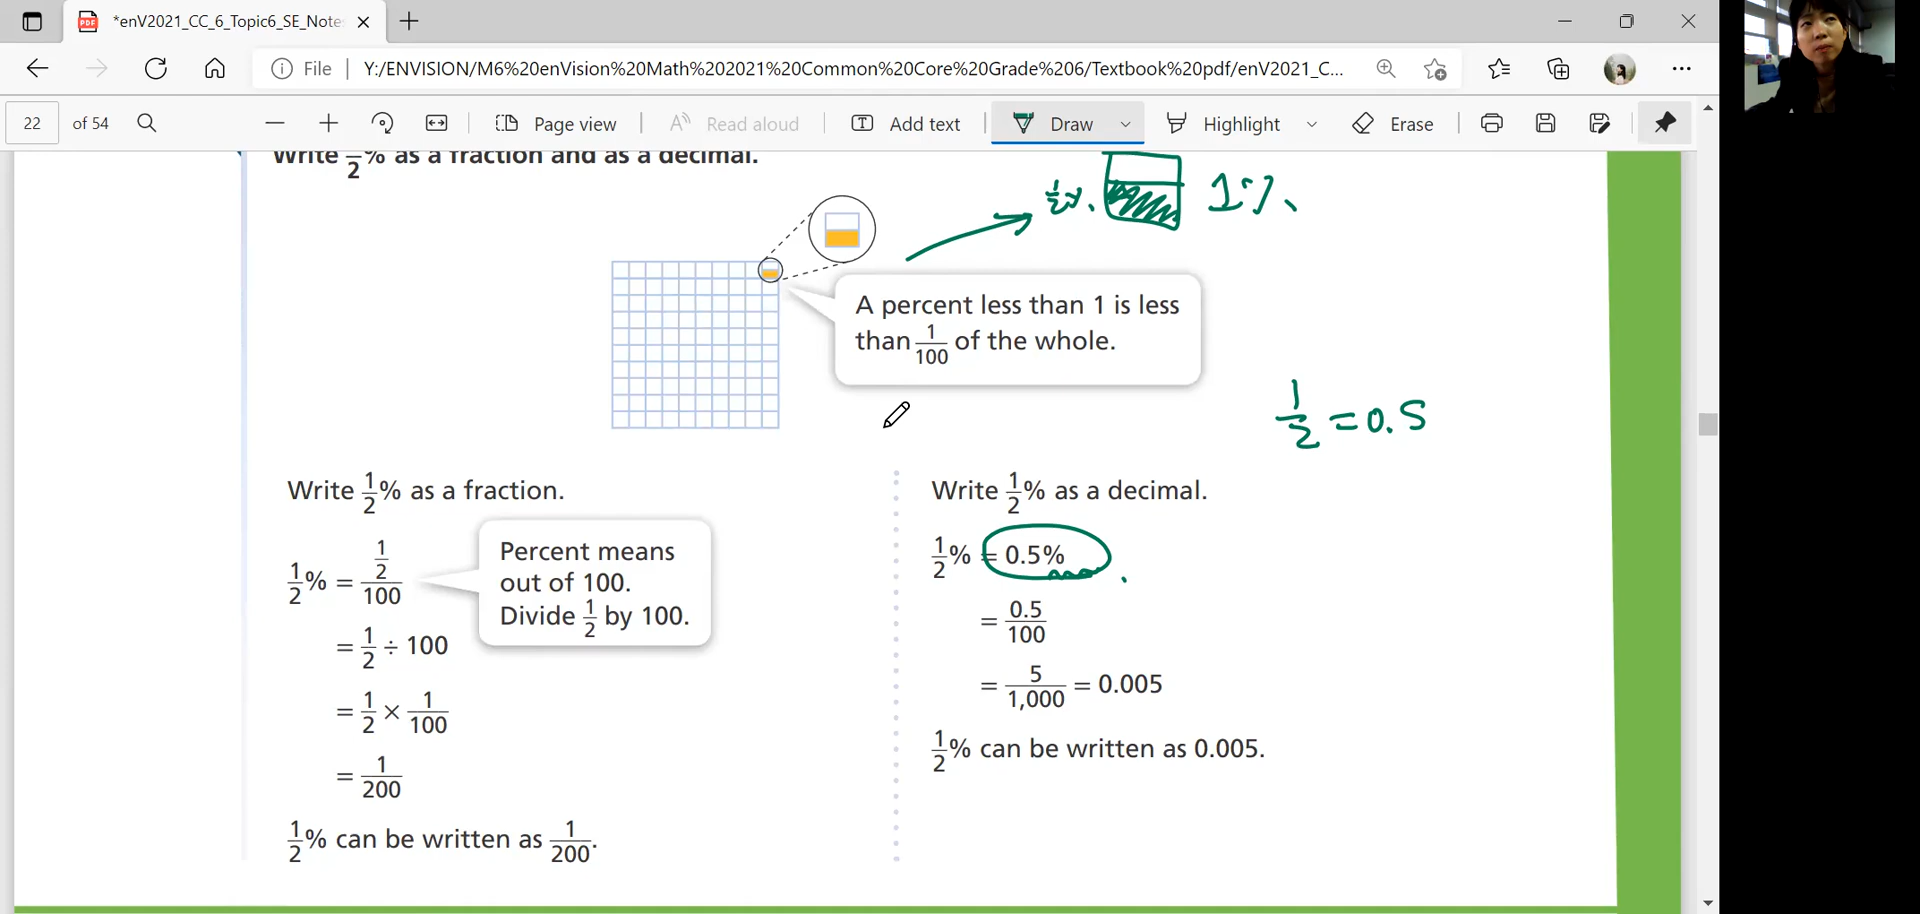 *enV2021_CC_6_Topic6_SE_Notes
File Y:/ENVISION/M6%20enVision%20Math%202021%20Common%20Core%20Grade%206/Textbook%20pdf/enV2021_C...
22 of 54 Page view Read aloud Add text Draw Highlight Erase
Write 1/2% as a fraction and as a decimal.
1/2%. 1%
A percent less than 1 is less
than 1/100 of the whole.
1/2 = 0.5
Write 1/2% as a fraction.
1/2% = 1/2/100
Percent means
out of 100.
Divide 1/2 by 100.
= 1/2 ÷ 100
= 1/2 × 1/100
= 1/200
1/2% can be written as 1/200.
Write 1/2% as a decimal.
1/2% = 0.5%
= 0.5/100
= 5/1,000 = 0.005
1/2% can be written as 0.005.